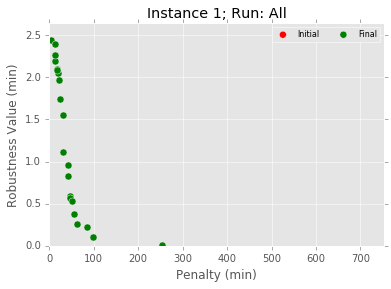 Instance 1; Run: All
Initial Final
Robustness Value (min)
2.5
2.0
1.5
1.0
0.5
0.0
0 100 200 300 400 500 600 700
Penalty (min)